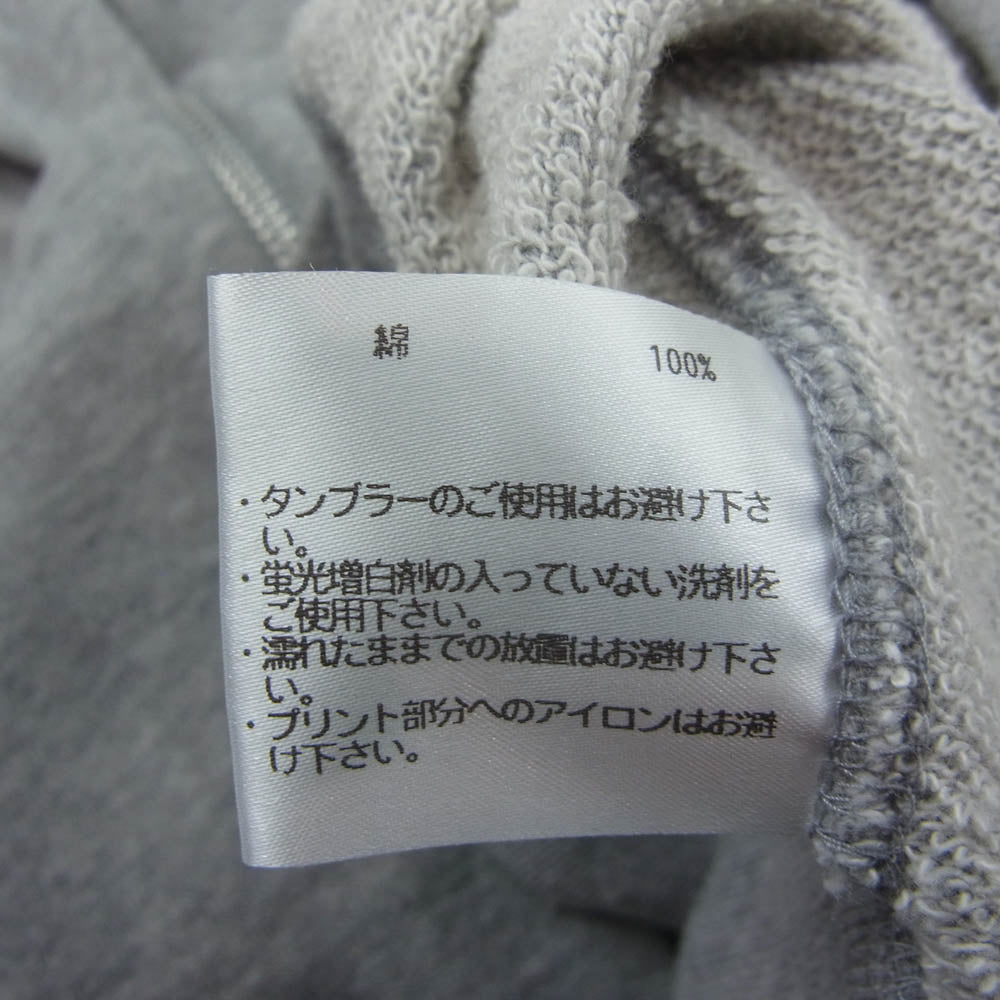 綿 100%
・タンブラーのご使用はお避け下さ
い。
・蛍光増白剤の入っていない洗剤を
ご使用下さい。
・濡れたままでの放置はお避け下さ
い。
・プリント部分へのアイロンはお避
け下さい。